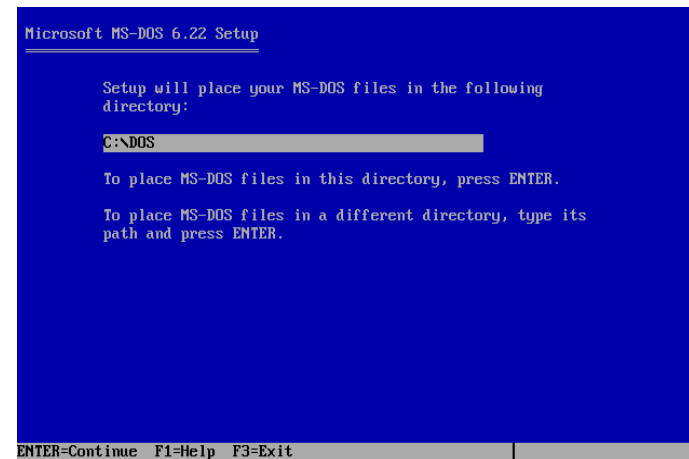 Microsoft MS-DOS 6.22 Setup
Setup will place your MS-DOS files in the following
directory:
C:\DOS
To place MS-DOS files in this directory, press ENTER.
To place MS-DOS files in a different directory, type its
path and press ENTER.
ENTER=Continue F1=Help F3=Exit